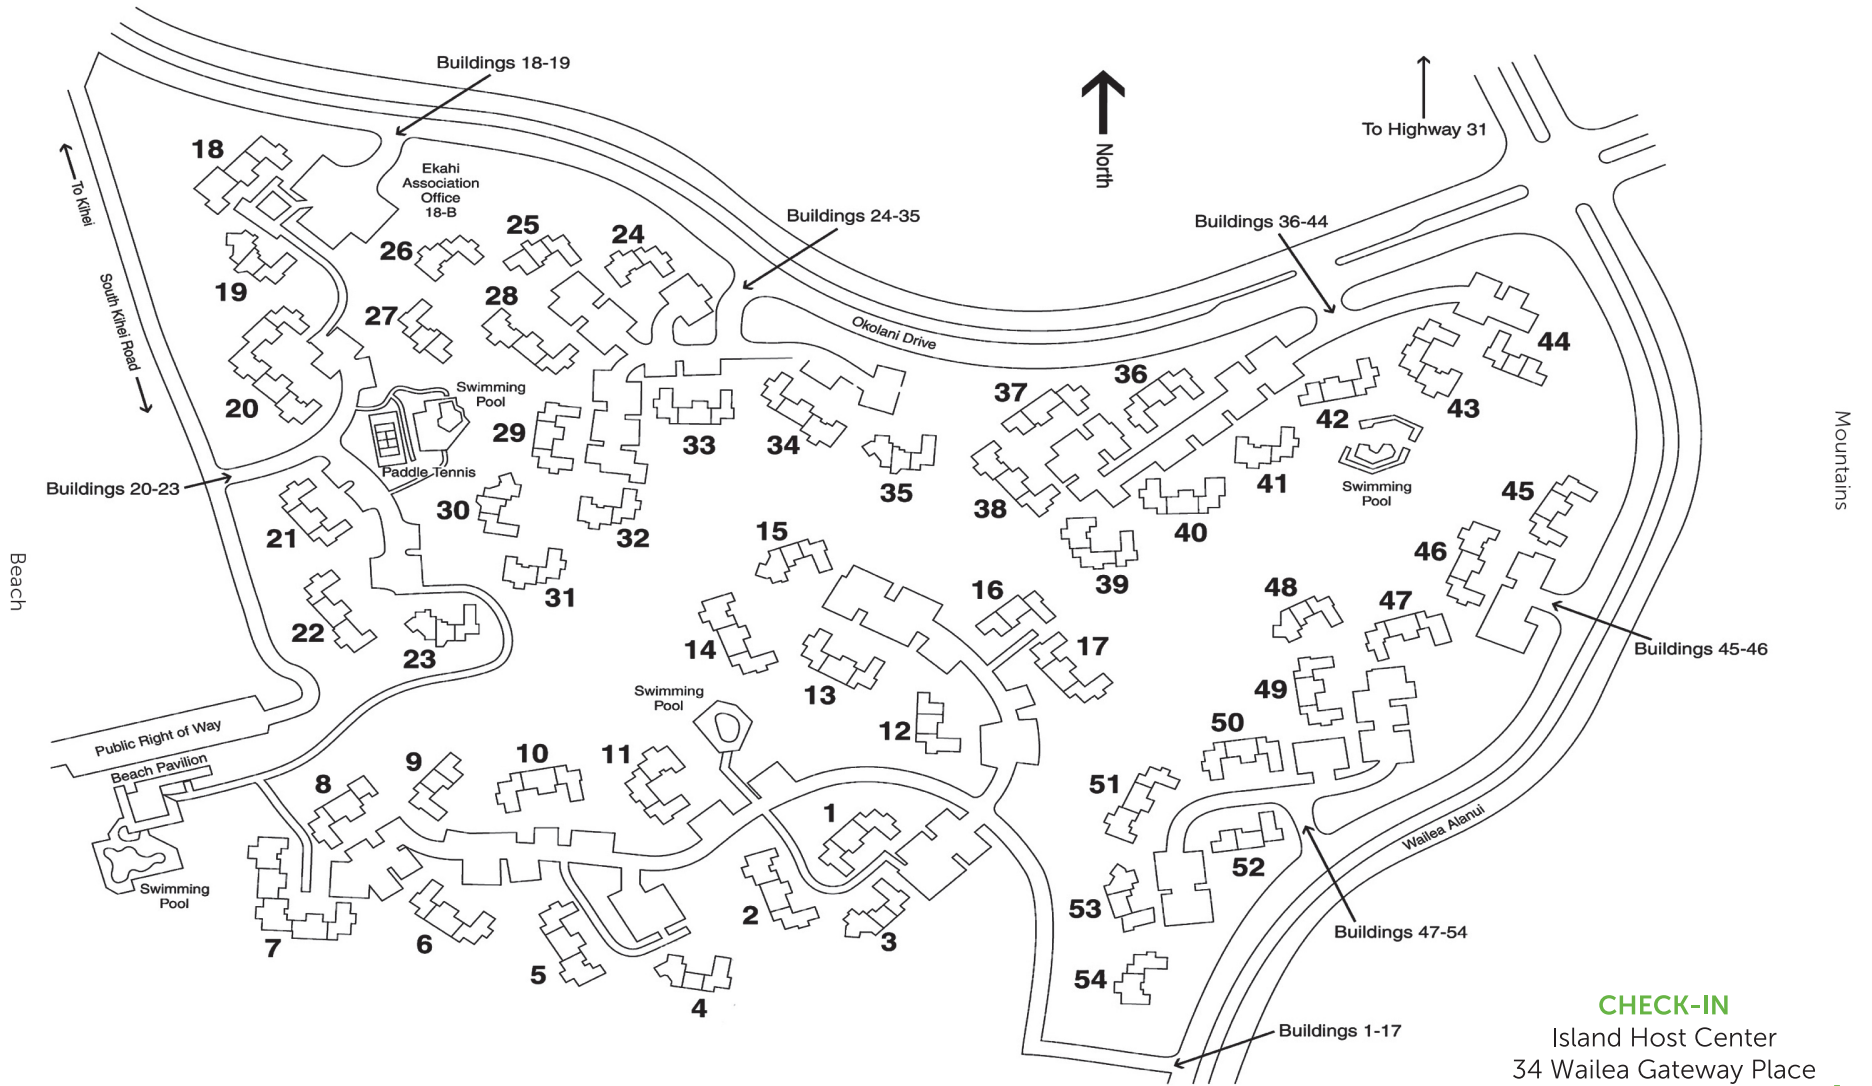 Buildings 18-19
To Highway 31
North
18
Ekahi
Association
Office
18-B
To Kihei
Buildings 24-35
Buildings 36-44
25
24
26
19
28
27
South Kihei Road
Okolani Drive
44
36
37
43
42
Swimming
Pool
20
29
33
34
Mountains
Paddle Tennis
35
41
Swimming
Pool
Buildings 20-23
45
30
38
40
21
32
15
46
Beach
39
31
16
48
47
22
14
17
Buildings 45-46
23
13
49
Swimming
Pool
12
50
Public Right of Way
Beach Pavilion
8
9
10
11
51
1
Wailea Alanui
52
Swimming
Pool
53
2
3
Buildings 47-54
7
6
5
54
4
CHECK-IN
Buildings 1-17
Island Host Center
34 Wailea Gateway Place